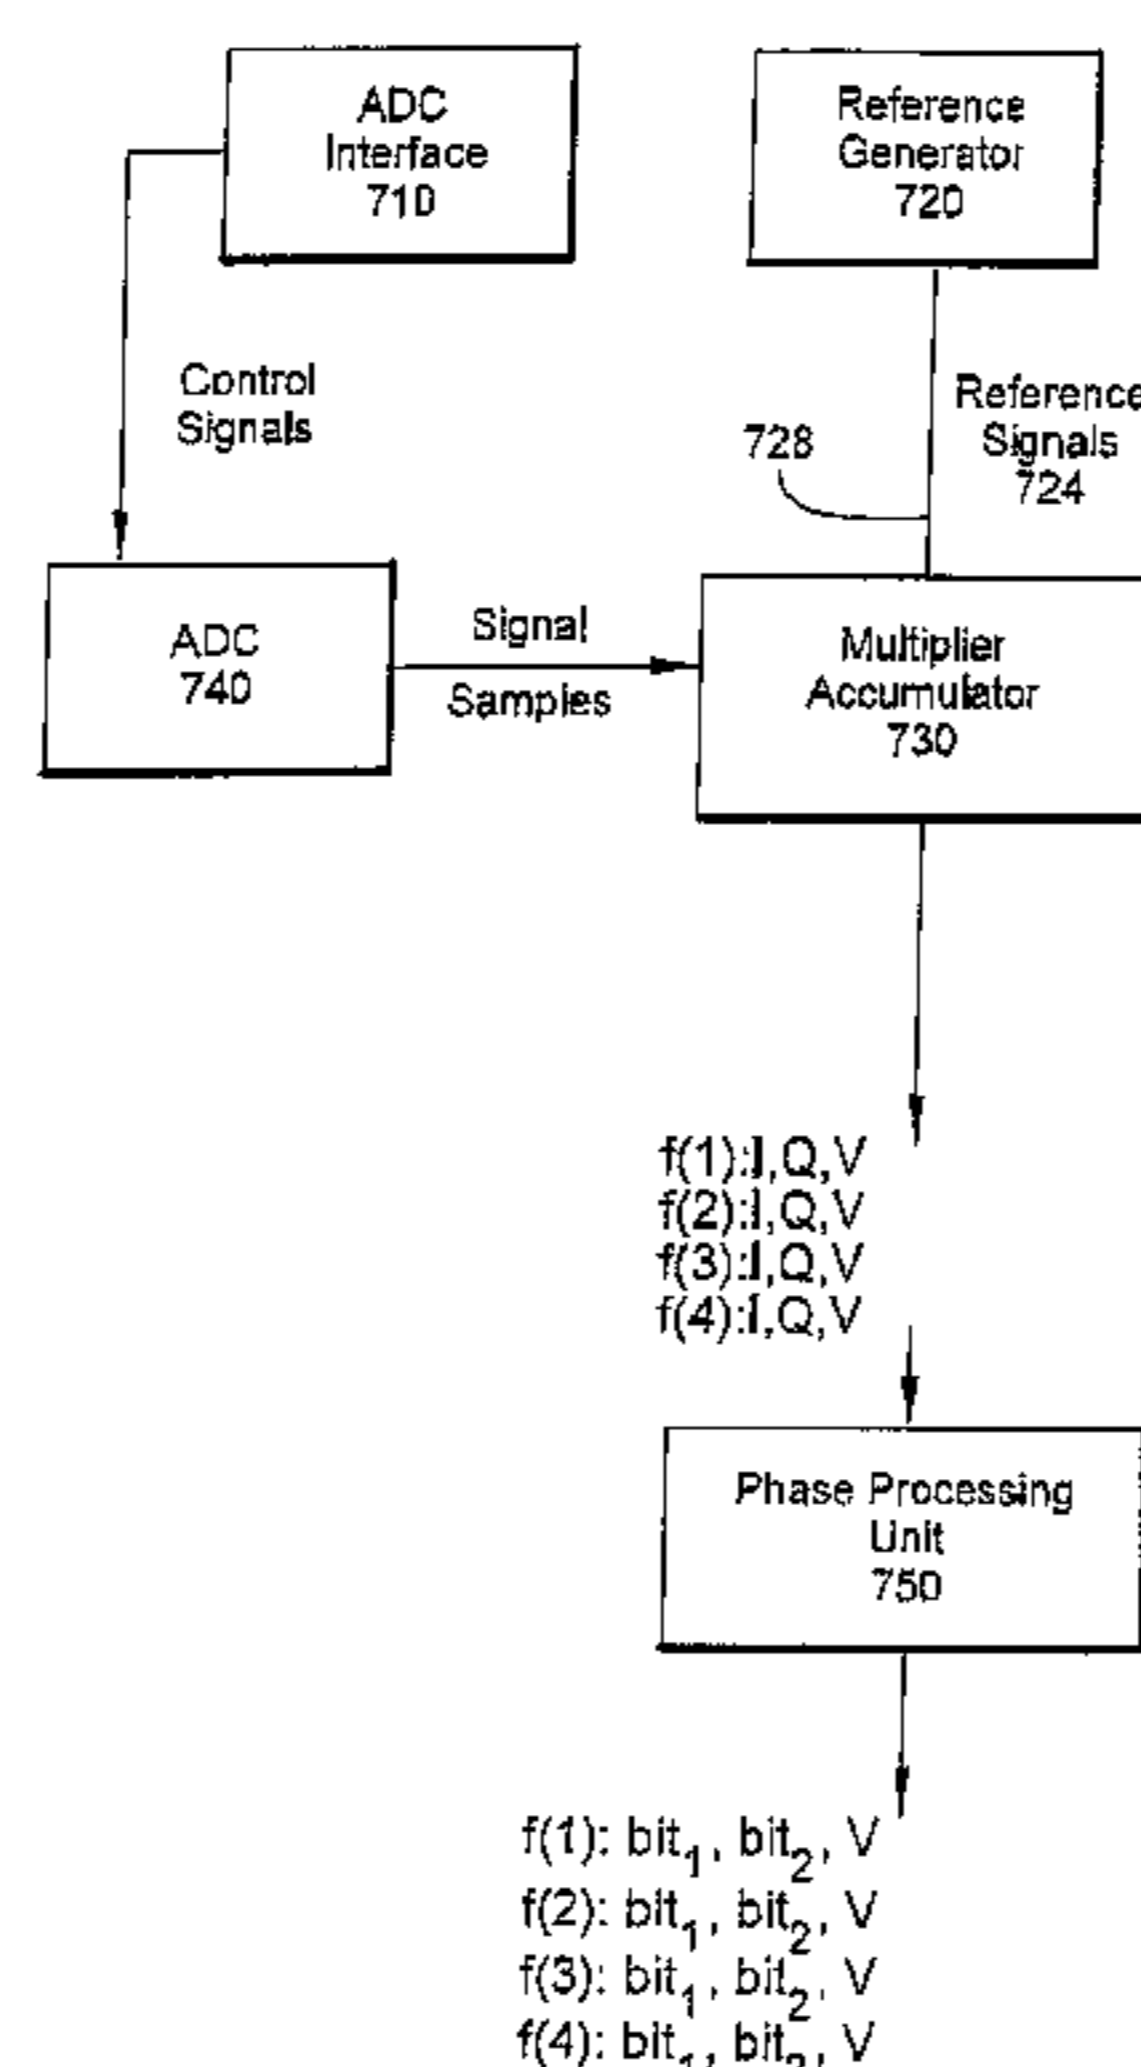 ADC
Interface
710
Reference
Generator
720
Control
Signals
728
Reference
Signals
724
ADC
740
Signal
Samples
Multiplier
Accumulator
730
f(1):I,Q,V
f(2):I,Q,V
f(3):I,Q,V
f(4):I,Q,V
Phase Processing
Unit
750
f(1): bit₁, bit₂, V
f(2): bit₁, bit₂, V
f(3): bit₁, bit₂, V
f(4): bit₁, bit₂, V